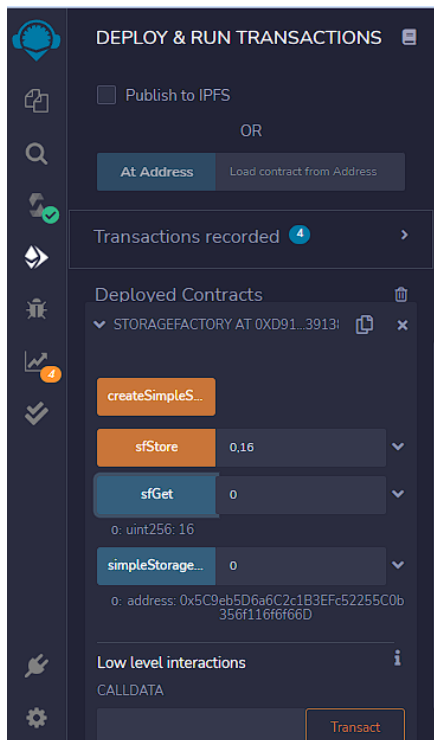 DEPLOY & RUN TRANSACTIONS
Publish to IPFS
OR
At Address Load contract from Address
Transactions recorded 4
Deployed Contracts
STORAGEFACTORY AT 0XD91...39138
createSimpleS...
sfStore 0,16
sfGet 0
0: uint256: 16
simpleStorage... 0
0: address: 0x5C9eb5D6a6C2c1B3EFc52255C0b
356f116f6f66D
Low level interactions
CALLDATA
Transact
4